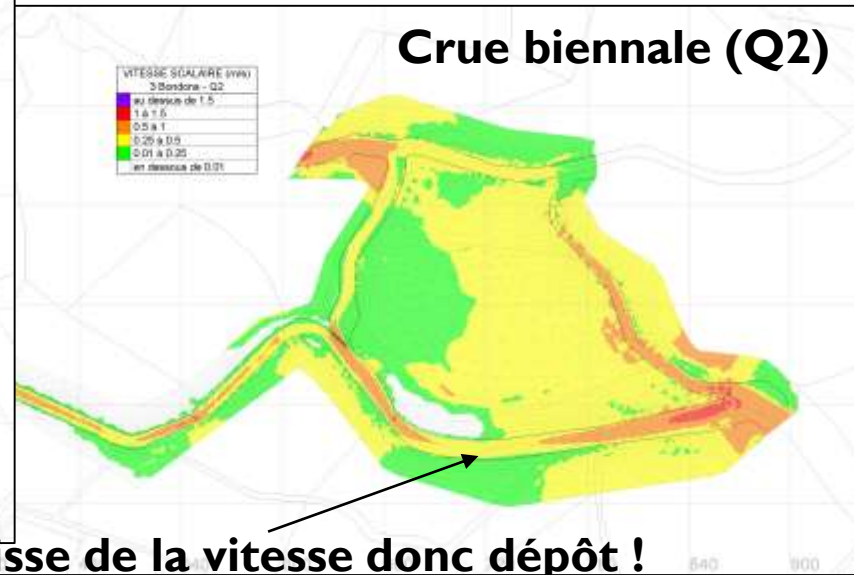 Crue biennale (Q2)
VITESSE SCALAIRE (m/s)
3 Bondons - Q2
au dessus de 1.5
1 à 1.5
0.5 à 1
0.25 à 0.5
0.01 à 0.25
en dessous de 0.01
isse de la vitesse donc dépôt !
840
900